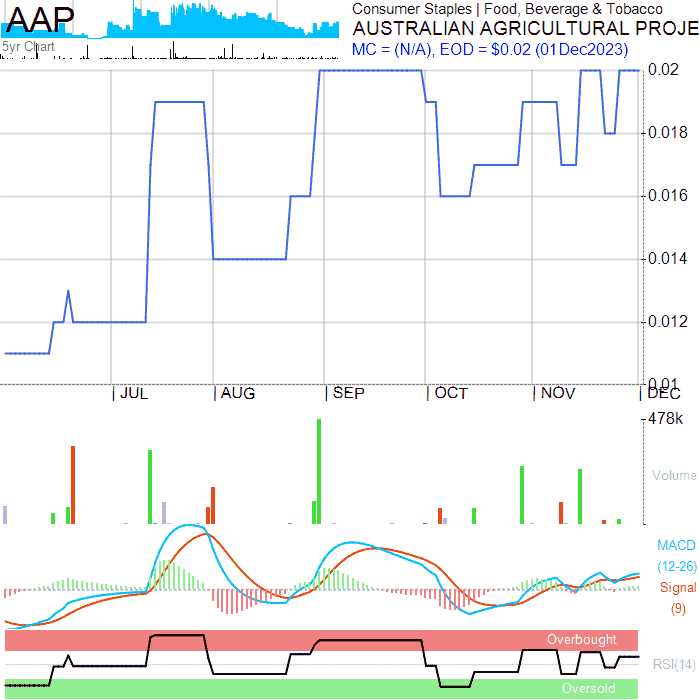 AAP
Consumer Staples | Food, Beverage & Tobacco
AUSTRALIAN AGRICULTURAL PROJE
5yr Chart
MC = (N/A), EOD = $0.02 (01Dec2023)
0.02
0.018
0.016
0.014
0.012
0.01
JUL
AUG
SEP
OCT
NOV
DEC
478k
Volume
MACD
(12-26)
Signal
(9)
Overbought
RSI(14)
Oversold